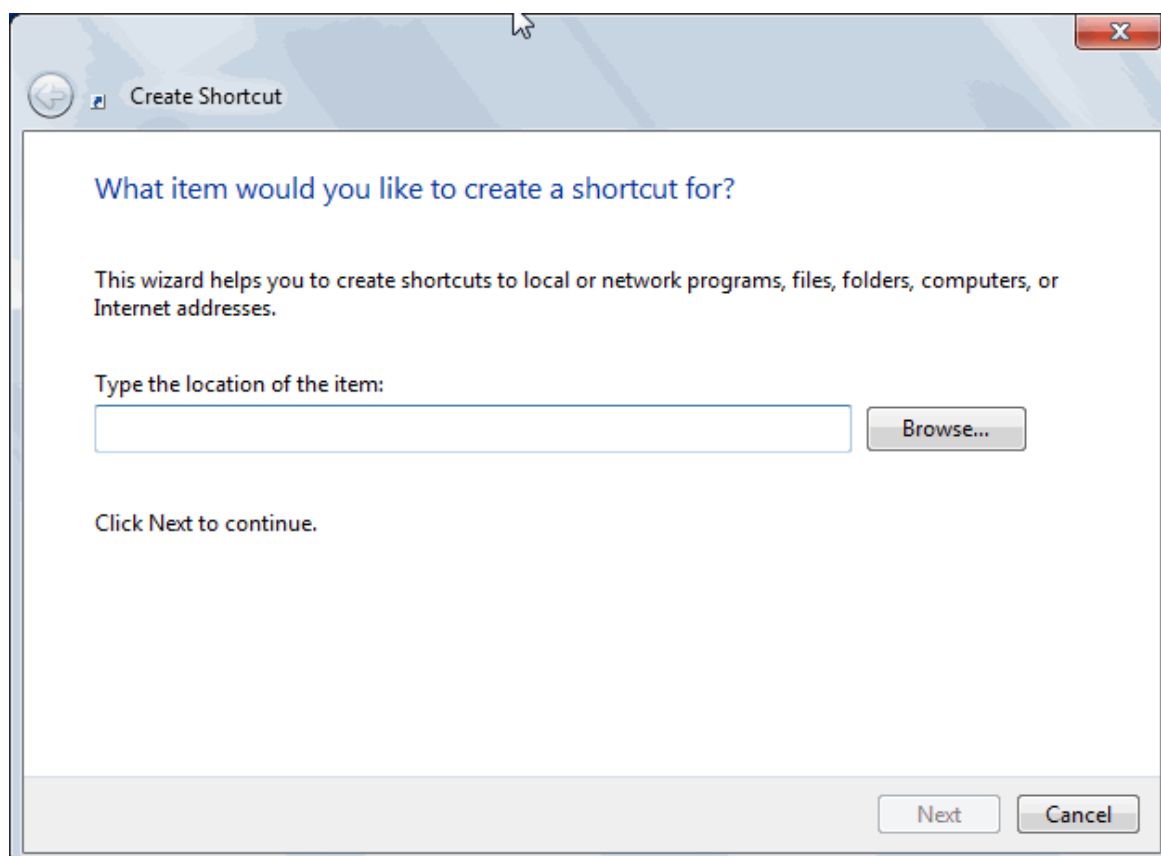 Create Shortcut
What item would you like to create a shortcut for?
This wizard helps you to create shortcuts to local or network programs, files, folders, computers, or
Internet addresses.
Type the location of the item:
Browse...
Click Next to continue.
Next
Cancel